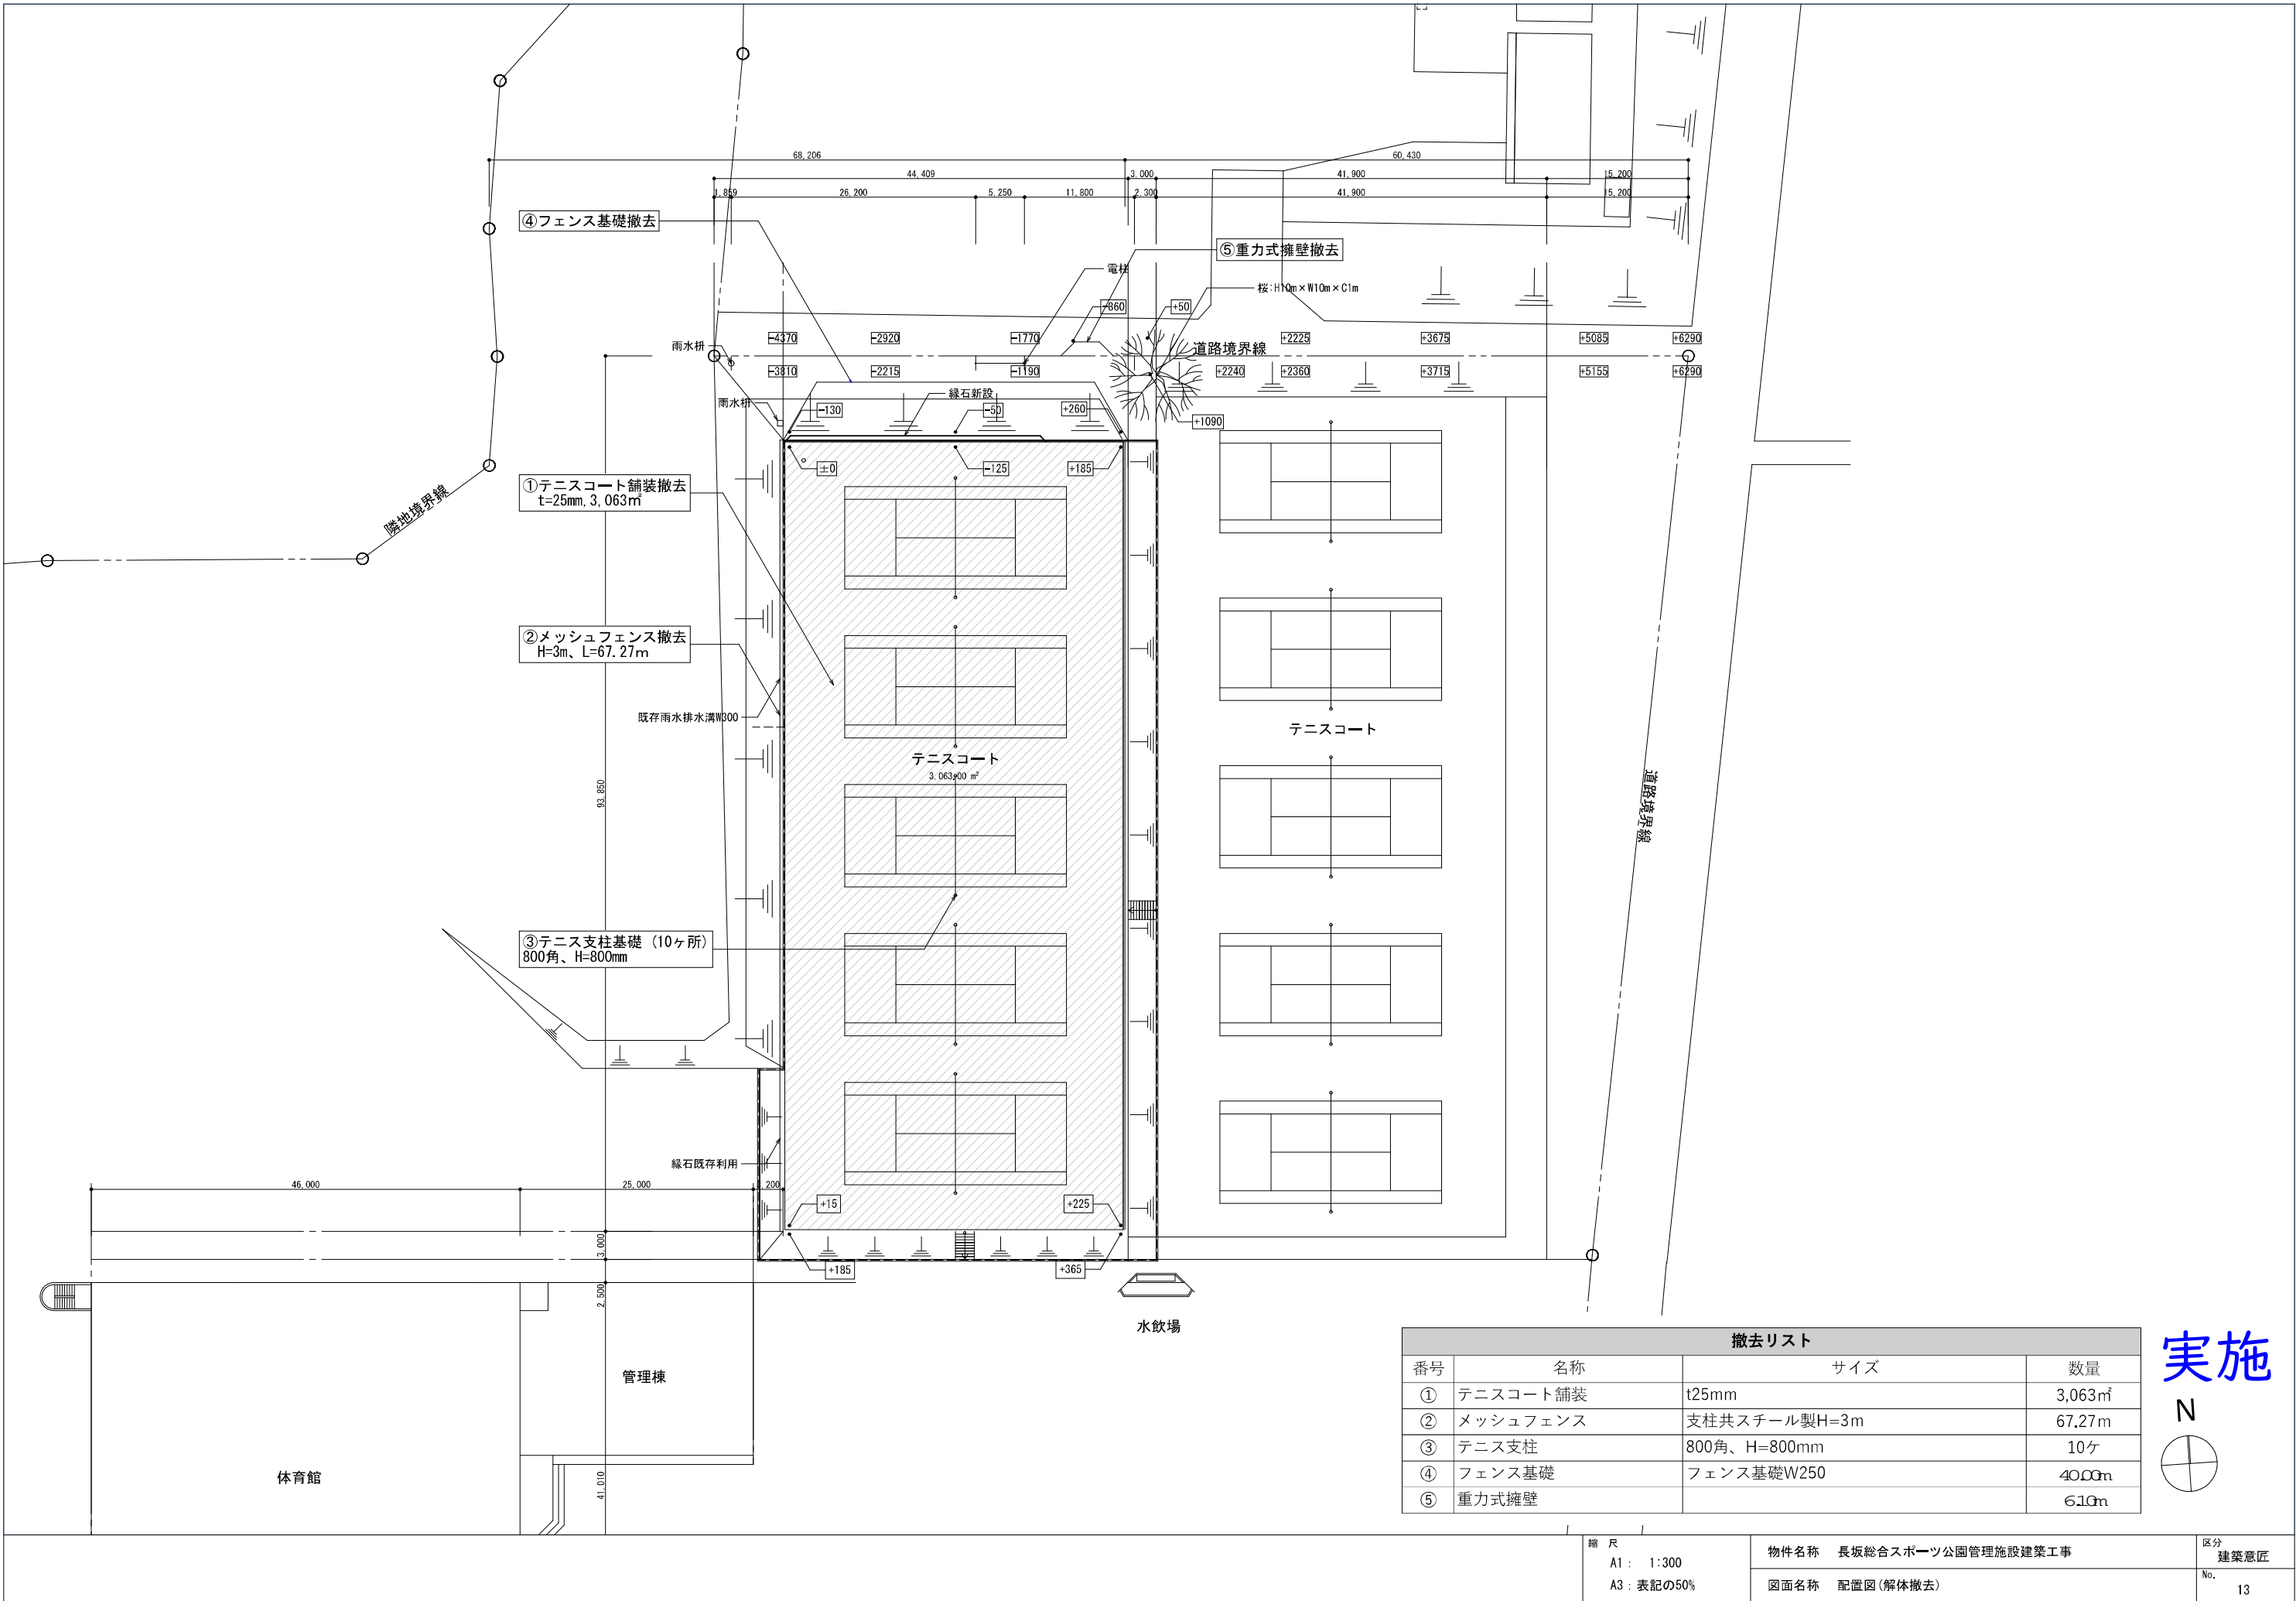 68,206
60,430
44,409
3,000
41,900
15,200
1,859
26,200
5,250
11,800
2,300
41,900
15,200
④フェンス基礎撤去
⑤重力式擁壁撤去
電柱
桜:H10m×W10m×C1m
-860
+50
雨水枡
-4370
-2920
-1770
道路境界線
+2225
+3675
+5085
+6290
-3810
-2215
-1190
+2240
+2360
+3715
+5155
+6290
雨水枡
縁石新設
-130
-50
+260
+1090
±0
-125
+185
①テニスコート舗装撤去
t=25mm,3,063㎡
隣地境界線
②メッシュフェンス撤去
H=3m、L=67.27m
既存雨水排水溝W300
テニスコート
3,063.00 m²
テニスコート
93,850
道路境界線
③テニス支柱基礎（10ヶ所）
800角、H=800mm
縁石既存利用
46,000
25,000
,200
+15
+225
3,000
+185
+365
2,500
水飲場
管理棟
体育館
41,010
撤去リスト
番号 名称 サイズ 数量
① テニスコート舗装 t25mm 3,063㎡
② メッシュフェンス 支柱共スチール製H=3m 67.27m
③ テニス支柱 800角、H=800mm 10ケ
④ フェンス基礎 フェンス基礎W250 40.00m
⑤ 重力式擁壁 6.10m
実施
N
縮 尺
A1 : 1:300
A3 : 表記の50%
物件名称 長坂総合スポーツ公園管理施設建築工事
図面名称 配置図(解体撤去)
区分
建築意匠
No.
13